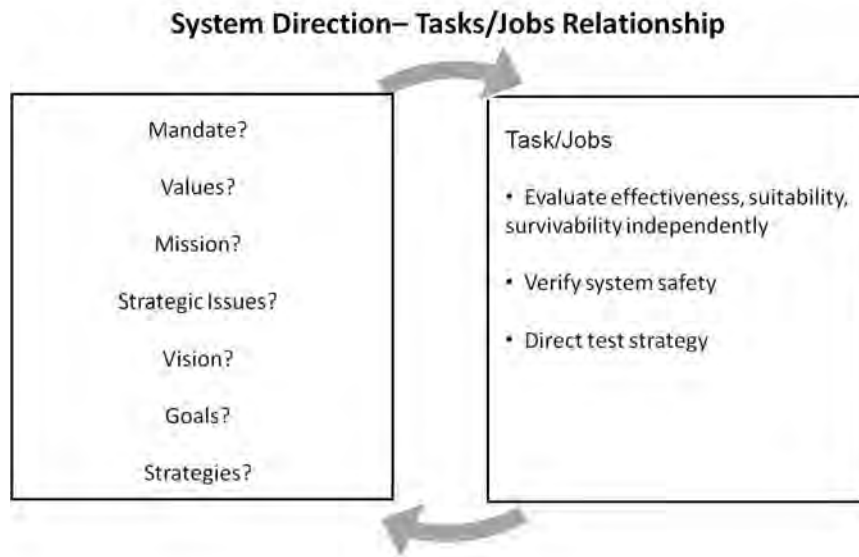 System Direction– Tasks/Jobs Relationship
Mandate?
Values?
Mission?
Strategic Issues?
Vision?
Goals?
Strategies?
Task/Jobs
• Evaluate effectiveness, suitability,
survivability independently
• Verify system safety
• Direct test strategy